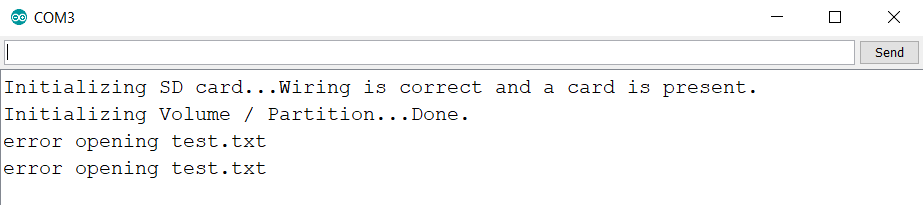 COM3
Send
Initializing SD card...Wiring is correct and a card is present.
Initializing Volume / Partition...Done.
error opening test.txt
error opening test.txt